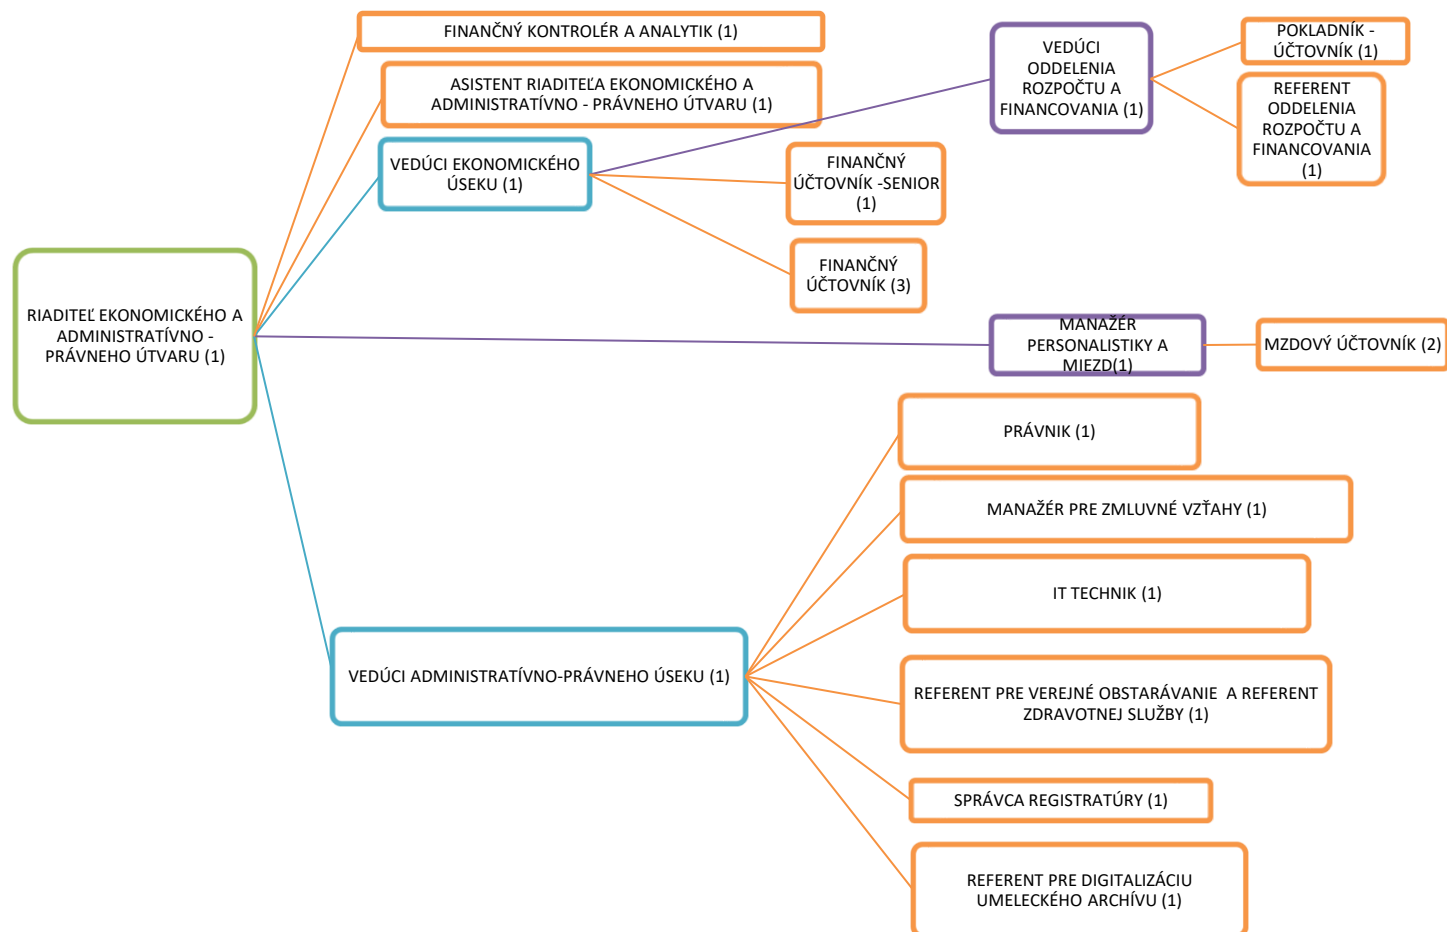 FINANČNÝ KONTROLÉR A ANALYTIK (1)
ASISTENT RIADITEĽA EKONOMICKÉHO A
ADMINISTRATÍVNO - PRÁVNEHO ÚTVARU (1)
VEDÚCI EKONOMICKÉHO
ÚSEKU (1)
VEDÚCI
ODDELENIA
ROZPOČTU A
FINANCOVANIA (1)
POKLADNÍK -
ÚČTOVNÍK (1)
REFERENT
ODDELENIA
ROZPOČTU A
FINANCOVANIA
(1)
FINANČNÝ
ÚČTOVNÍK -SENIOR
(1)
FINANČNÝ
ÚČTOVNÍK (3)
RIADITEĽ EKONOMICKÉHO A
ADMINISTRATÍVNO -
PRÁVNEHO ÚTVARU (1)
MANAŽÉR
PERSONALISTIKY A
MIEZD(1)
MZDOVÝ ÚČTOVNÍK (2)
VEDÚCI ADMINISTRATÍVNO-PRÁVNEHO ÚSEKU (1)
PRÁVNIK (1)
MANAŽÉR PRE ZMLUVNÉ VZŤAHY (1)
IT TECHNIK (1)
REFERENT PRE VEREJNÉ OBSTARÁVANIE  A REFERENT
ZDRAVOTNEJ SLUŽBY (1)
SPRÁVCA REGISTRATÚRY (1)
REFERENT PRE DIGITALIZÁCIU
UMELECKÉHO ARCHÍVU (1)